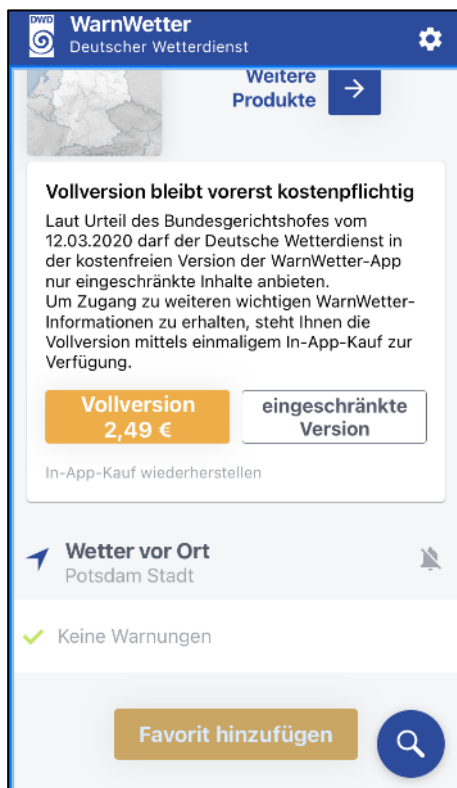 DWD
WarnWetter
Deutscher Wetterdienst
Weitere
Produkte
Vollversion bleibt vorerst kostenpflichtig
Laut Urteil des Bundesgerichtshofes vom
12.03.2020 darf der Deutsche Wetterdienst in
der kostenfreien Version der WarnWetter-App
nur eingeschränkte Inhalte anbieten.
Um Zugang zu weiteren wichtigen WarnWetter-
Informationen zu erhalten, steht Ihnen die
Vollversion mittels einmaligem In-App-Kauf zur
Verfügung.
Vollversion
2,49 €
eingeschränkte
Version
In-App-Kauf wiederherstellen
Wetter vor Ort
Potsdam Stadt
Keine Warnungen
Favorit hinzufügen